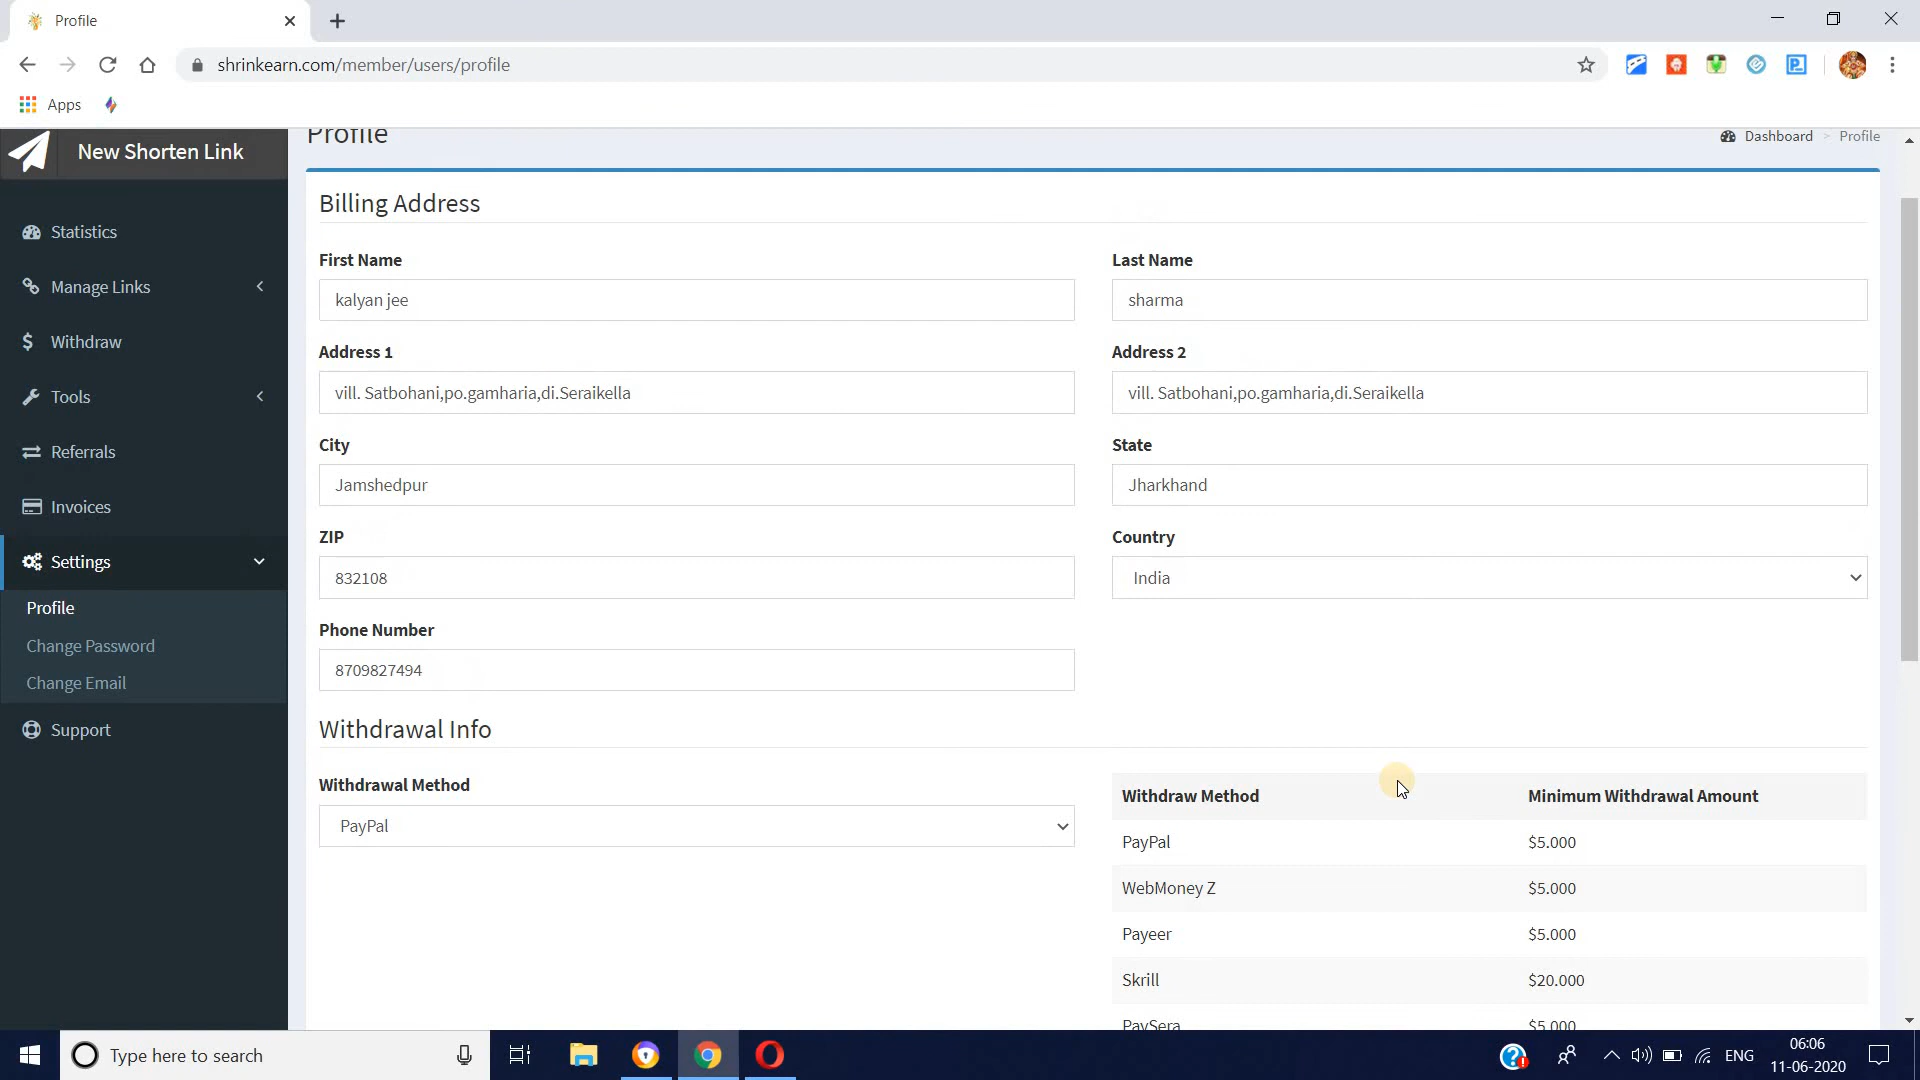 Profile
shrinkearn.com/member/users/profile
Apps
New Shorten Link
Profile
Dashboard > Profile
Statistics
Manage Links
Withdraw
Tools
Referrals
Invoices
Settings
Profile
Change Password
Change Email
Support
Billing Address
First Name
Last Name
kalyan jee
sharma
Address 1
Address 2
vill. Satbohani,po.gamharia,di.Seraikella
vill. Satbohani,po.gamharia,di.Seraikella
City
State
Jamshedpur
Jharkhand
ZIP
Country
832108
India
Phone Number
8709827494
Withdrawal Info
Withdrawal Method
PayPal
Withdraw Method Minimum Withdrawal Amount
PayPal $5.000
WebMoney Z $5.000
Payeer $5.000
Skrill $20.000
PaySera $5.000
Type here to search
ENG
06:06
11-06-2020